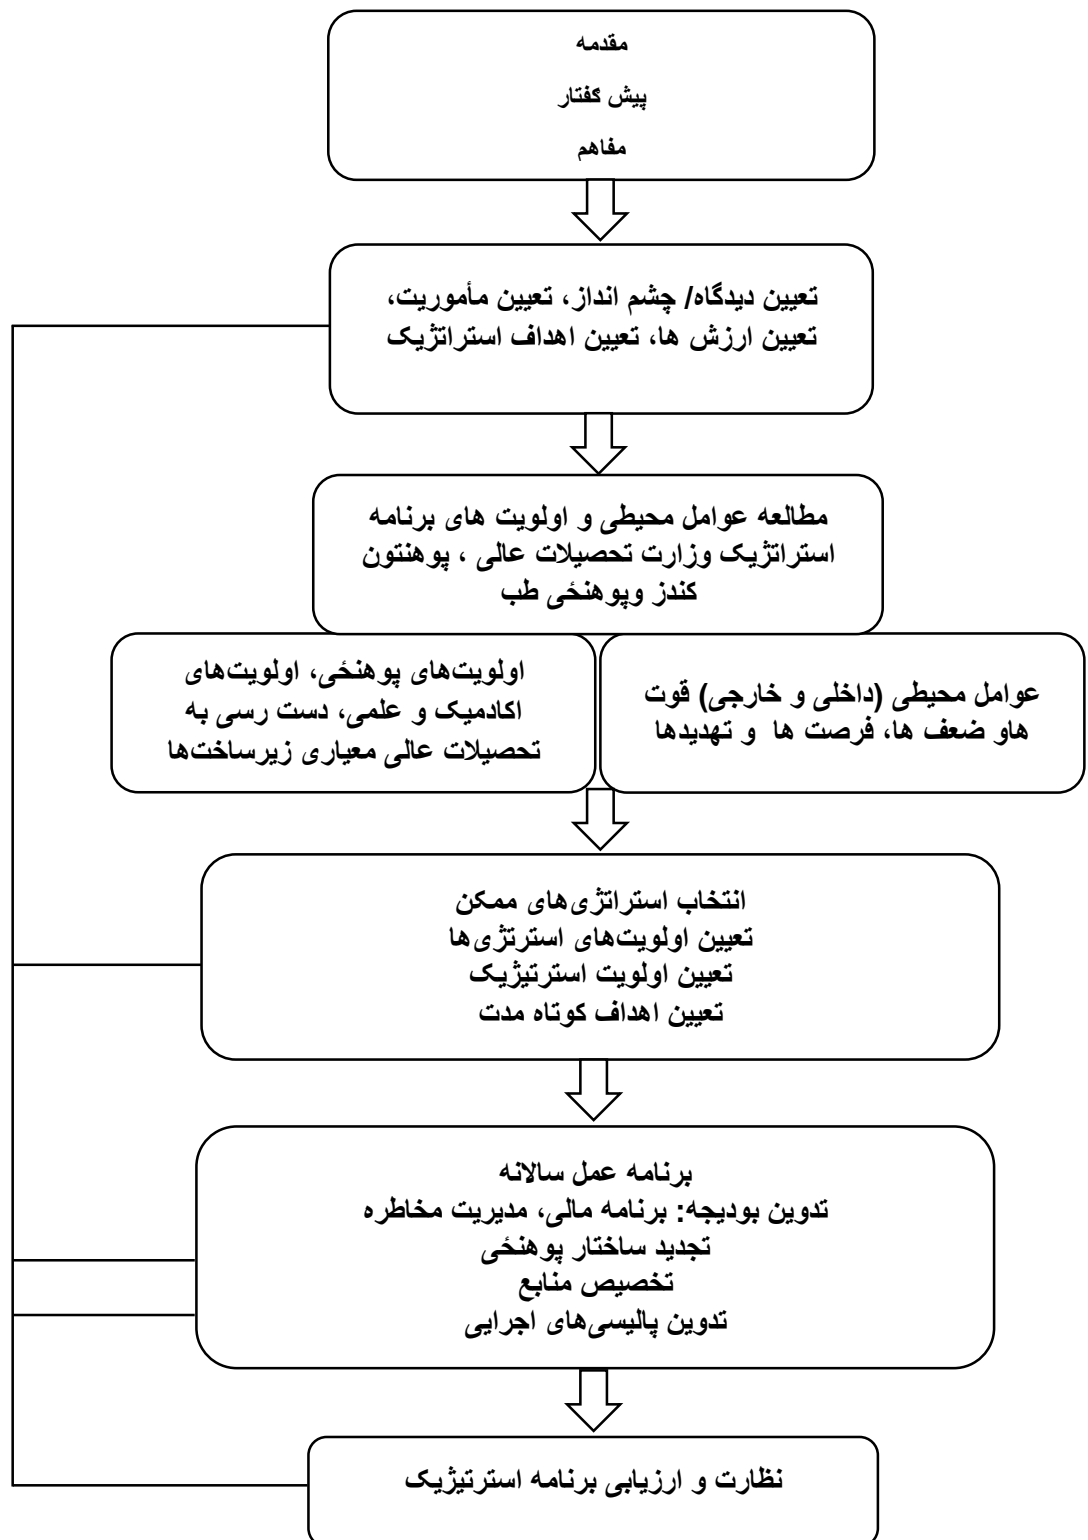 مقدمه
پیش گفتار
مفاهم
تعیین دیدگاه/ چشم انداز، تعیین مأموریت،
تعیین ارزش ها، تعیین اهداف استراتژیک
مطالعه عوامل محیطی و اولویت های برنامه
استراتژیک وزارت تحصیلات عالی ، پوهنتون
کندز وپوهنځی طب
عوامل محیطی (داخلی و خارجی) قوت
هاو ضعف ها، فرصت ها و تهدیدها
اولویت‌های پوهنځی، اولویت‌های
اکادمیک و علمی، دست رسی به
تحصیلات عالی معیاری زیرساخت‌ها
انتخاب استراتژی‌های ممکن
تعیین اولویت‌های استرتژی‌ها
تعیین اولویت استرتیژیک
تعیین اهداف کوتاه مدت
برنامه عمل سالانه
تدوین بودیجه: برنامه مالی، مدیریت مخاطره
تجدید ساختار پوهنځی
تخصیص منابع
تدوین پالیسی‌های اجرایی
نظارت و ارزیابی برنامه استرتیژیک